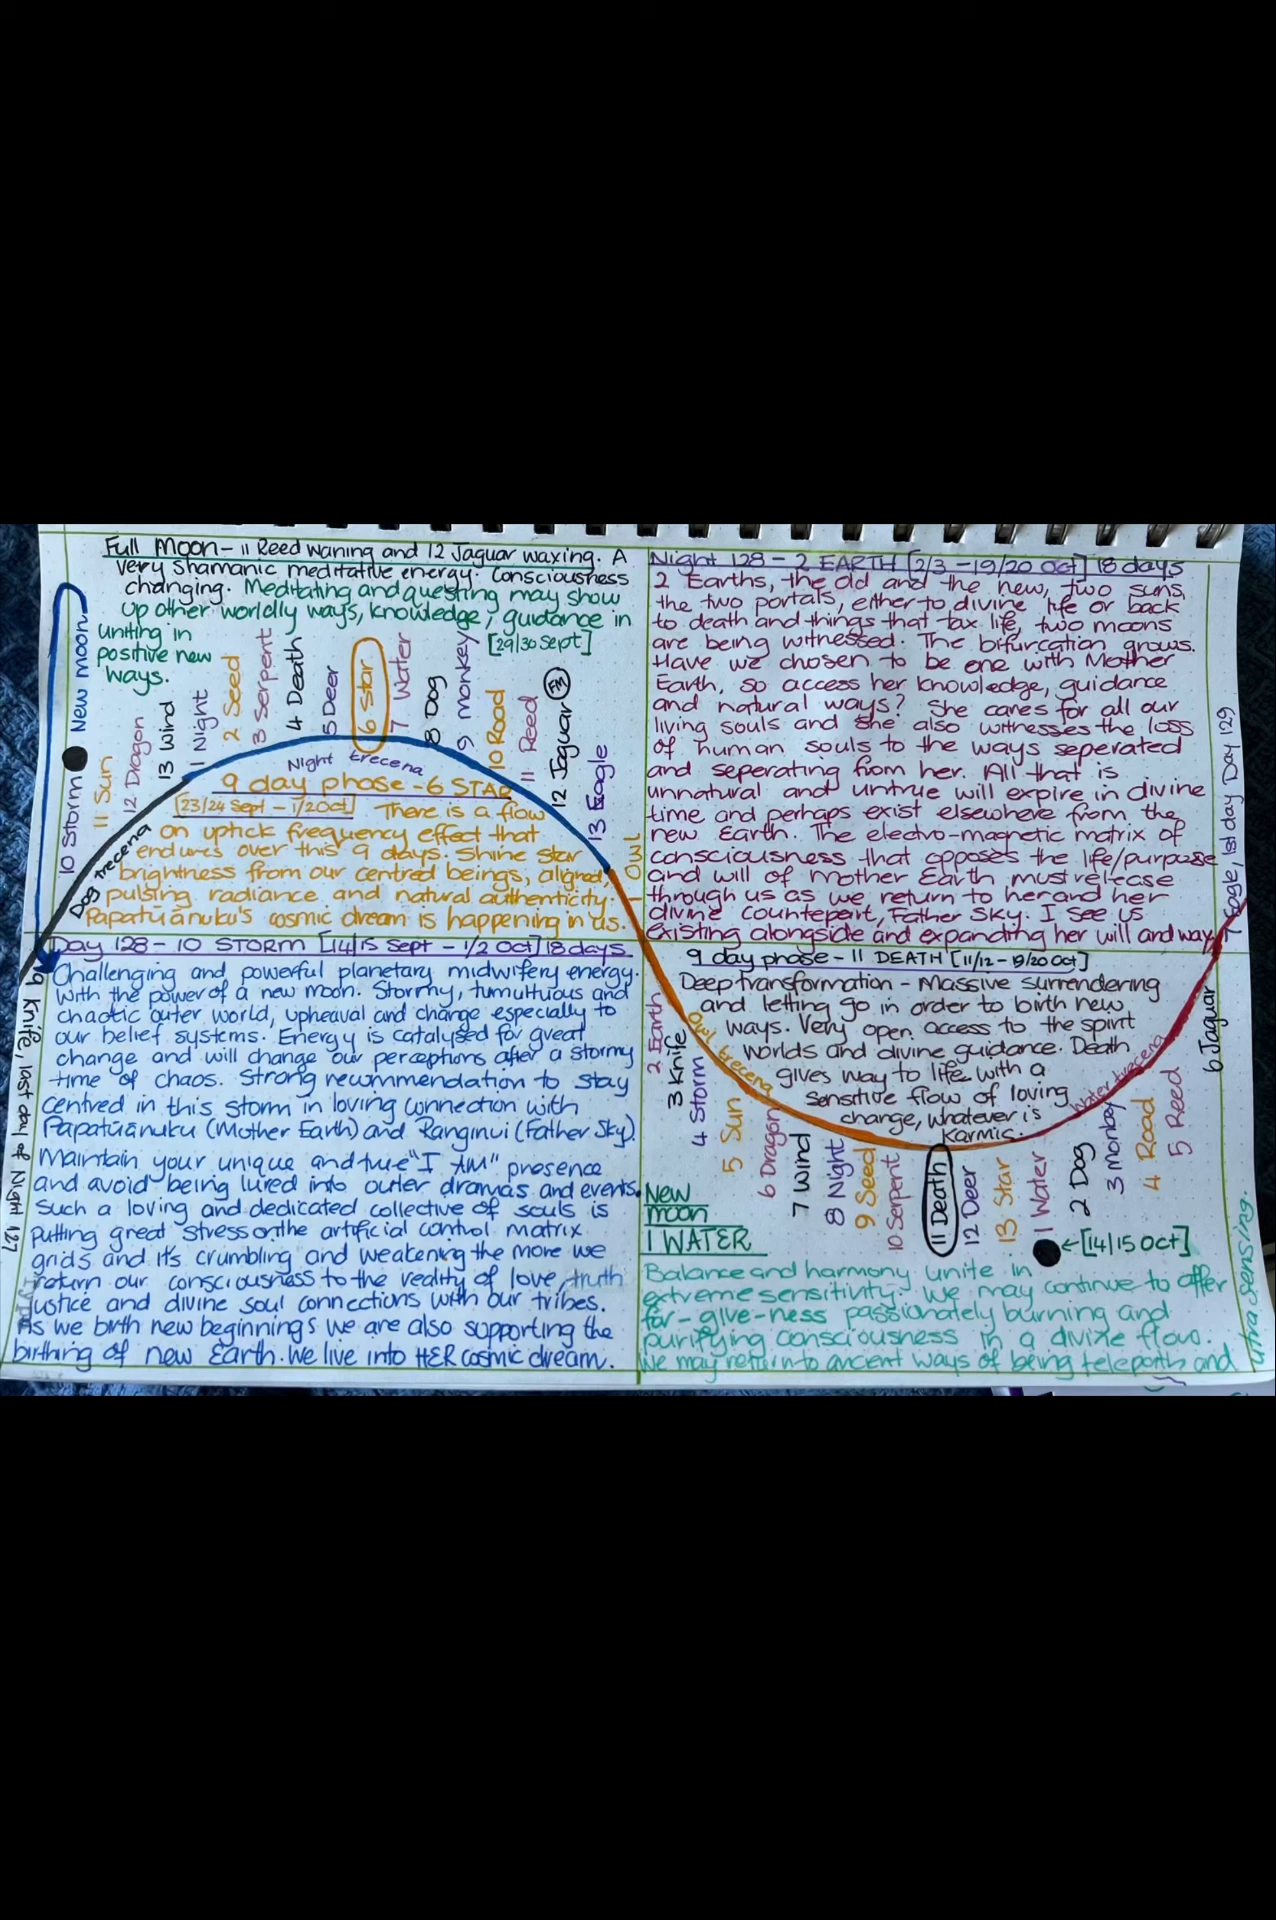 Full Moon - 11 Reed waning and 12 Jaguar waxing. A
very shamanic meditative energy. Consciousness
changing. Meditating and questing may show
up other worldly ways, knowledge, guidance in
uniting in
positive new
ways.
[29/30 Sept]
New moon
10 Storm
11 Sun
12 Dragon
13 Wind
1 Night
2 Seed
3 Serpent
4 Death
5 Deer
6 Star
7 Water
8 Dog
9 monkey
10 Road
11 Reed
12 Jaguar FM
13 Eagle
1 Owl
Dog trecena
Night trecena
9 day phase - 6 STAR
[23/24 Sept - 1/2 Oct] There is a flow
on uptick frequency effect that
endures over this 9 days. Shine star
brightness from our centred beings, aligned,
pulsing radiance and natural authenticity.
Papatūānuku's cosmic dream is happening in us.
Day 128 - 10 STORM [14/15 Sept - 1/2 Oct] 18 days
Challenging and powerful planetary midwifery energy.
With the power of a new moon. Stormy, tumultuous and
chaotic outer world, upheaval and change especially to
our belief systems. Energy is catalysed for great
change and will change our perceptions after a stormy
time of chaos. Strong recommendation to stay
centred in this storm in loving connection with
Papatūānuku (Mother Earth) and Ranginui (Father Sky).
Maintain your unique and true "I AM" presence
and avoid being lured into outer dramas and events.
Such a loving and dedicated collective of souls is
putting great stress on the artificial control matrix
grids and it's crumbling and weakening the more we
return our consciousness to the reality of love, truth
justice and divine soul connections with our tribes.
As we birth new beginnings we are also supporting the
birthing of new Earth. We live into HER cosmic dream.
9 Knife, last day of Night 127
Night 128 - 2 EARTH [2/3 - 19/20 Oct] 18 days
2 Earths, the old and the new, two suns,
the two portals, either to divine life or back
to death and things that tax life, two moons
are being witnessed. The bifurcation grows.
Have we chosen to be one with Mother
Earth, so access her knowledge, guidance
and natural ways? She cares for all our
living souls and she also witnesses the loss
of human souls to the ways seperated
and seperating from her. All that is
unnatural and untrue will expire in divine
time and perhaps exist elsewhere from the
new Earth. The electro-magnetic matrix of
consciousness that opposes the life/purpose
and will of mother Earth must release
through us as we return to her and her
divine counterpart, Father Sky. I see us
existing alongside and expanding her will and way.
7 Eagle, 1st day Day 129
9 day phase - 11 DEATH [11/12 - 19/20 Oct]
Deep transformation - Massive surrendering
and letting go in order to birth new
ways. Very open access to the spirit
worlds and divine guidance. Death
gives way to life with a
sensitive flow of loving
change, whatever is
karmic.
Owl trecena
Water trecena
2 Earth
3 Knife
4 Storm
5 Sun
6 Dragon
7 Wind
8 Night
9 Seed
10 Serpent
11 Death
12 Deer
13 Star
1 Water
2 Dog
3 Monkey
4 Road
5 Reed
6 Jaguar
New
moon
1 WATER
←[14/15 Oct]
Balance and harmony unite in
extreme sensitivity. We may continue to offer
for-give-ness passionately burning and
purifying consciousness in a divine flow.
We may return to ancient ways of being telepath and